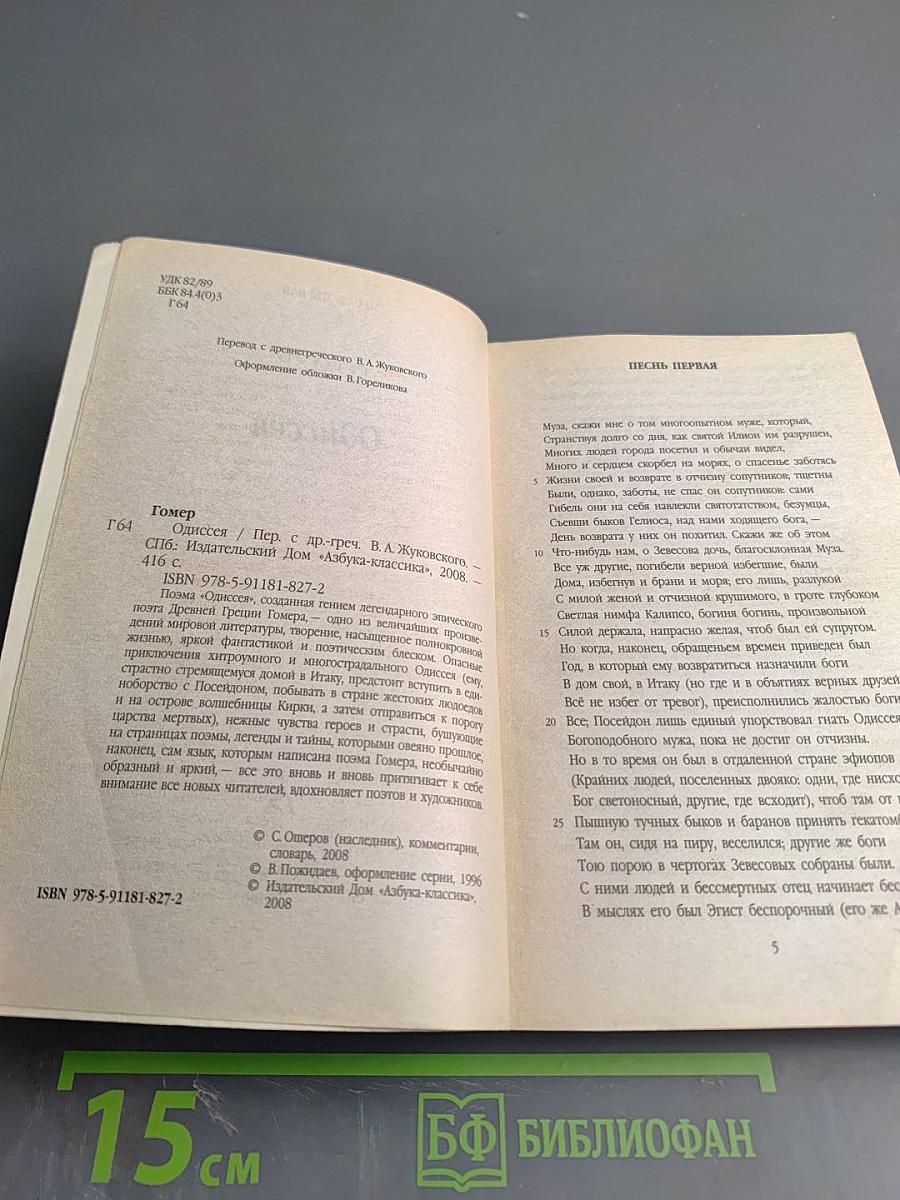 УДК 82/89
ББК 84.4(0)3
Г 64
Перевод с древнегреческого В. А. Жуковского
Оформление обложки В. Гореликова
Гомер
Г 64 Одиссея / Пер. с др.-греч. В. А. Жуковского. —
СПб.: Издательский Дом «Азбука-классика», 2008. —
416 с.
ISBN 978-5-91181-827-2
Поэма «Одиссея», созданная гением легендарного эпического
поэта Древней Греции Гомера, — одно из величайших произве-
дений мировой литературы, творение, насыщенное полнокровной
жизнью, яркой фантастикой и поэтическим блеском. Опасные
приключения хитроумного и многострадального Одиссея (ему,
страстно стремящемуся домой в Итаку, предстоит вступить в еди-
ноборство с Посейдоном, побывать в стране жестоких людоедов
и на острове волшебницы Кирки, а затем отправиться к порогу
царства мертвых), нежные чувства героев и страсти, бушующие
на страницах поэмы, легенды и тайны, которыми овеяно прошлое,
наконец, сам язык, которым написана поэма Гомера, необычайно
образный и яркий, — все это вновь и вновь притягивает к себе
внимание все новых читателей, вдохновляет поэтов и художников.
© С. Ошеров (наследник), комментарии,
словарь, 2008
© В. Пожидаев, оформление серии, 1996
© Издательский Дом «Азбука-классика»,
2008
ISBN 978-5-91181-827-2
ПЕСНЬ ПЕРВАЯ
Муза, скажи мне о том многоопытном муже, который,
Странствуя долго со дня, как святой Илион им разрушен,
Многих людей города посетил и обычаи видел,
Много и сердцем скорбел на морях, о спасенье заботясь
5 Жизни своей и возврате в отчизну сопутников; тщетны
Были, однако, заботы, не спас он сопутников: сами
Гибель они на себя навлекли святотатством, безумцы,
Съевши быков Гелиоса, над нами ходящего бога, —
День возврата у них он похитил. Скажи же об этом
10 Что-нибудь нам, о Зевесова дочь, благосклонная Муза.
Все уж другие, погибели верной избегшие, были
Дома, избегнув и брани и моря; его лишь, разлукой
С милой женой и отчизной крушимого, в гроте глубоком
Светлая нимфа Калипсо, богиня богинь, произвольной
15 Силой держала, напрасно желая, чтоб был ей супругом.
Но когда, наконец, обращеньем времен приведен был
Год, в который ему возвратиться назначили боги
В дом свой, в Итаку (но где и в объятиях верных друзей
Всё не избег от тревог), преисполнились жалостью боги
20 Все; Посейдон лишь единый упорствовал гнать Одиссея
Богоподобного мужа, пока не достиг он отчизны.
Но в то время он был в отдаленной стране эфиопов
(Крайних людей, поселенных двояко: одни, где нисхо
Бог светоносный, другие, где всходит), чтоб там от
25 Пышную тучных быков и баранов принять гекатомб
Там он, сидя на пиру, веселился; другие же боги
Тою порою в чертогах Зевесовых собраны были.
С ними людей и бессмертных отец начинает бес
В мыслях его был Эгист беспорочный (его же А
5
15 см
БФ БИБЛИОФАН